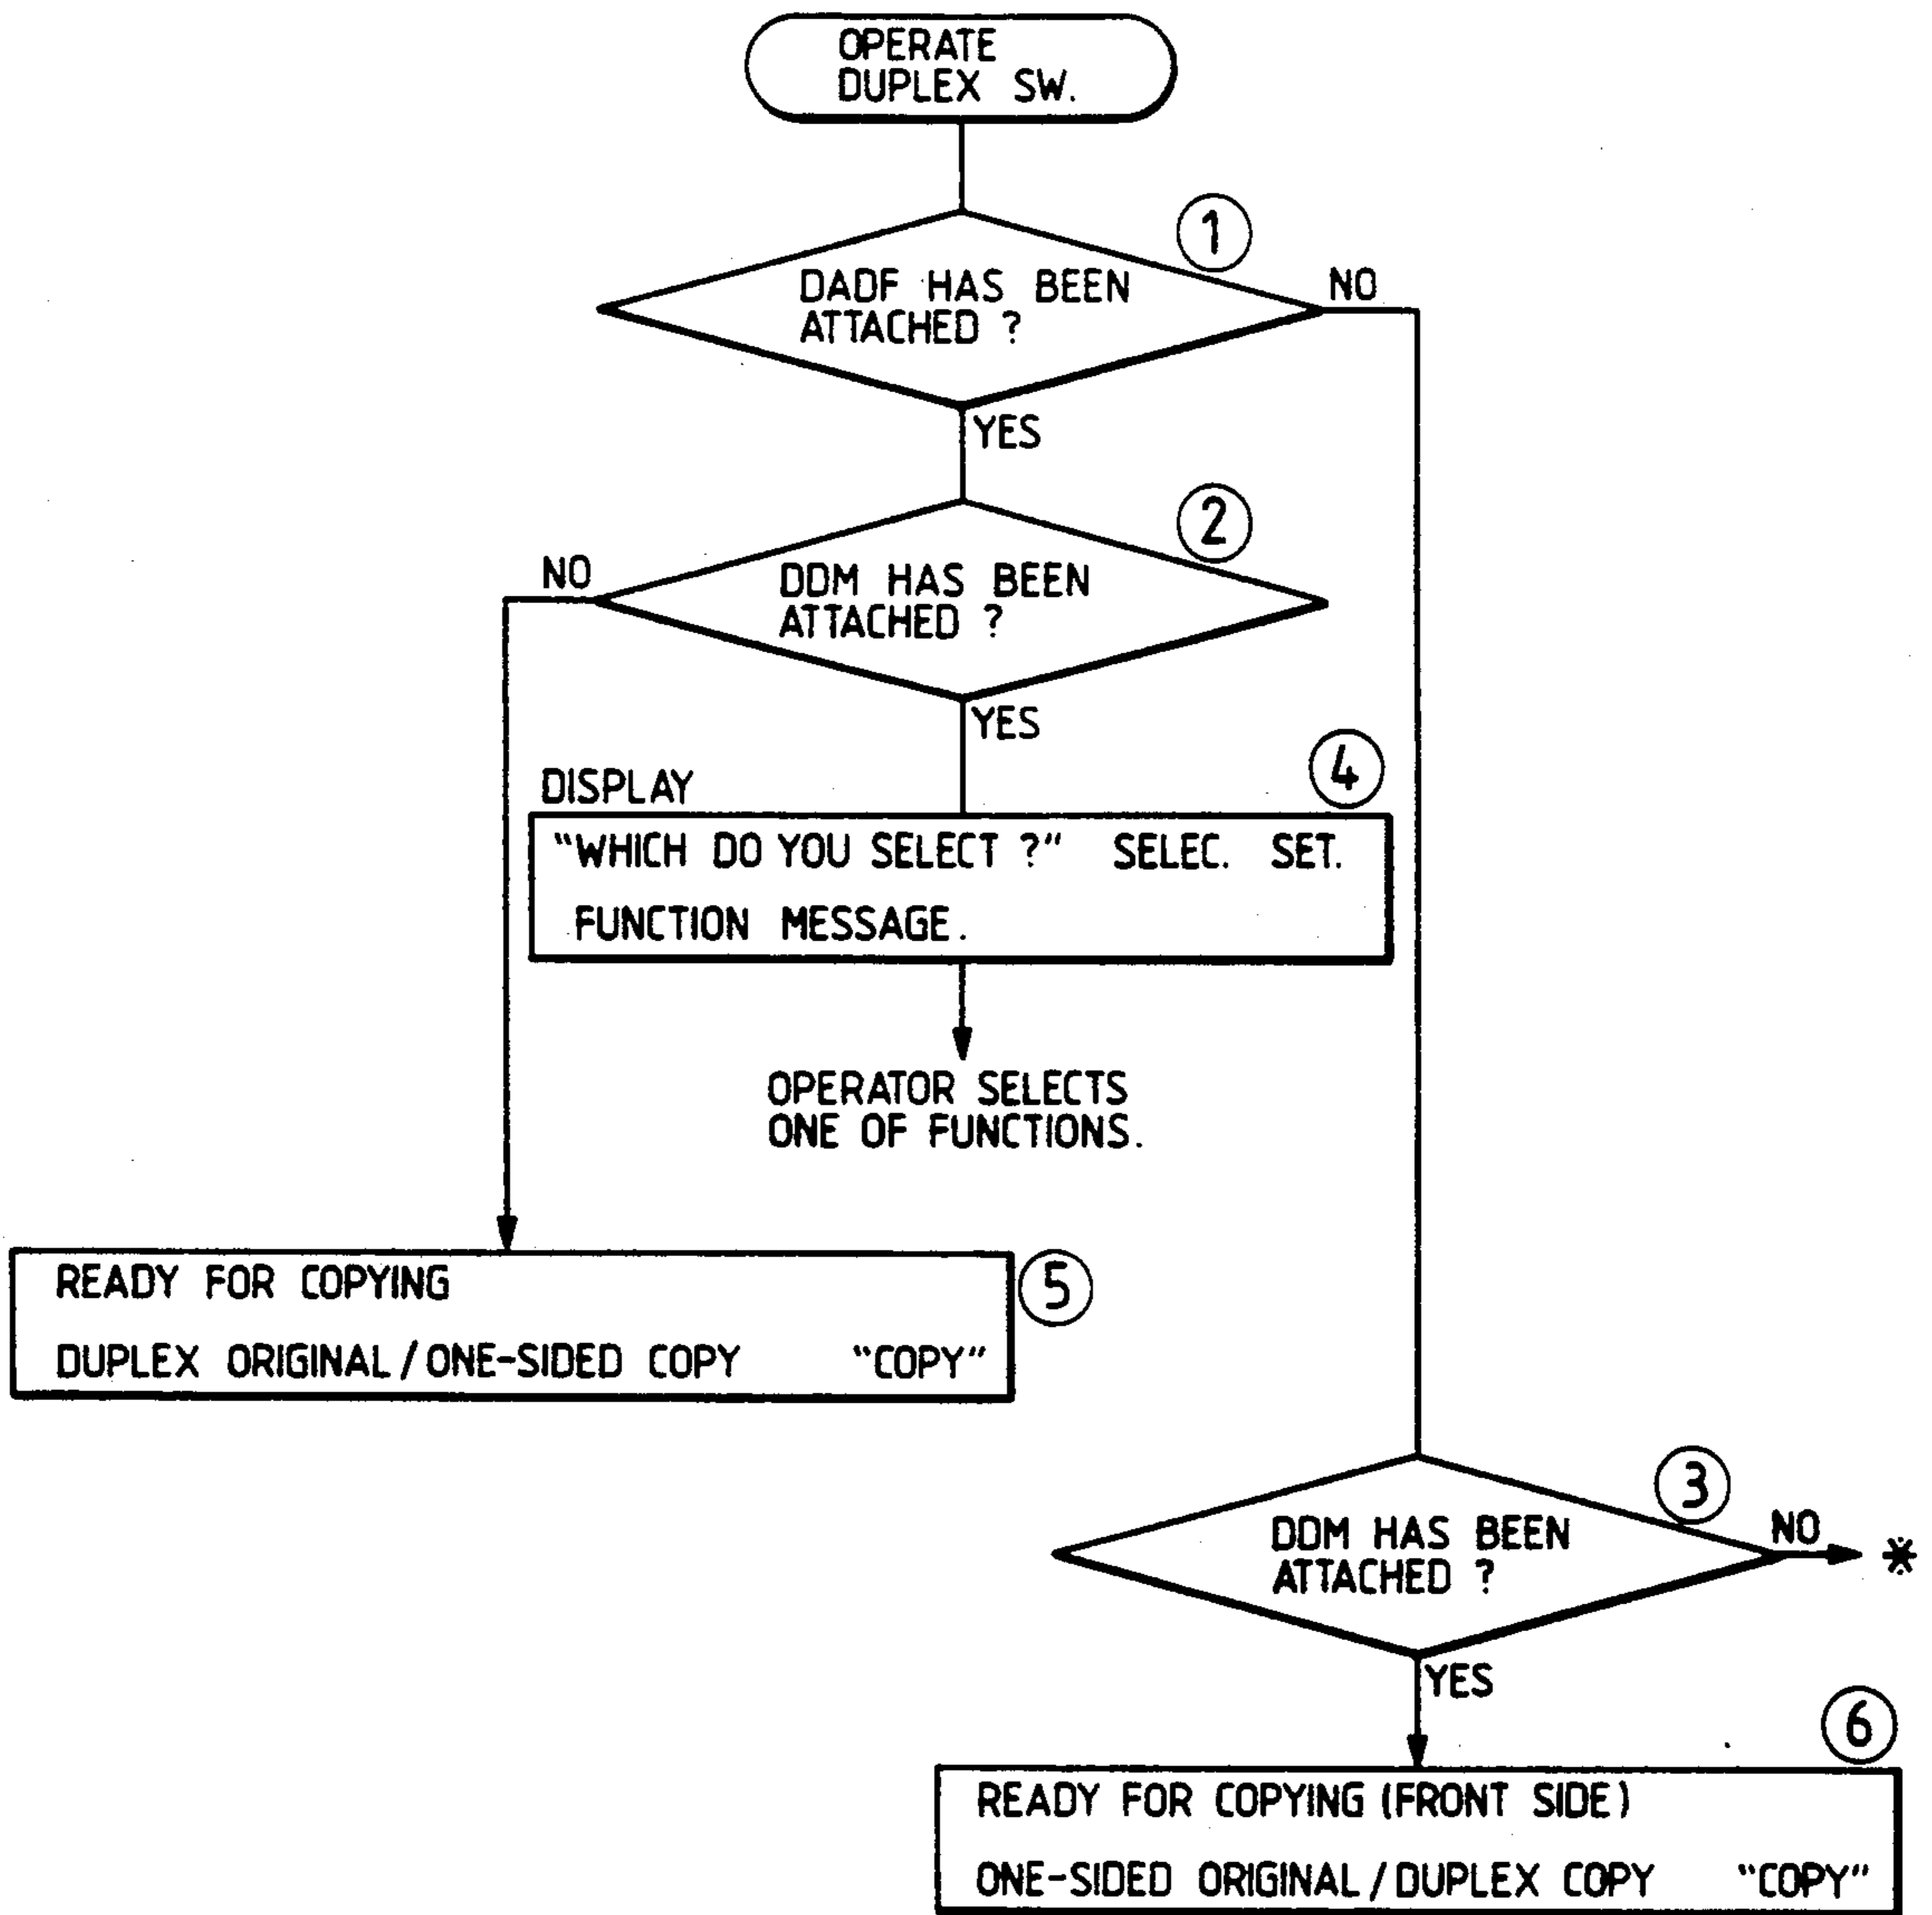 OPERATE
DUPLEX SW.
1
DADF HAS BEEN
ATTACHED ?
NO
YES
2
NO
DDM HAS BEEN
ATTACHED ?
YES
4
DISPLAY
"WHICH DO YOU SELECT ?" SELEC. SET.
FUNCTION MESSAGE.
OPERATOR SELECTS
ONE OF FUNCTIONS.
READY FOR COPYING
5
DUPLEX ORIGINAL / ONE-SIDED COPY "COPY"
3
DDM HAS BEEN
ATTACHED ?
NO
※
YES
6
READY FOR COPYING (FRONT SIDE)
ONE-SIDED ORIGINAL / DUPLEX COPY "COPY"